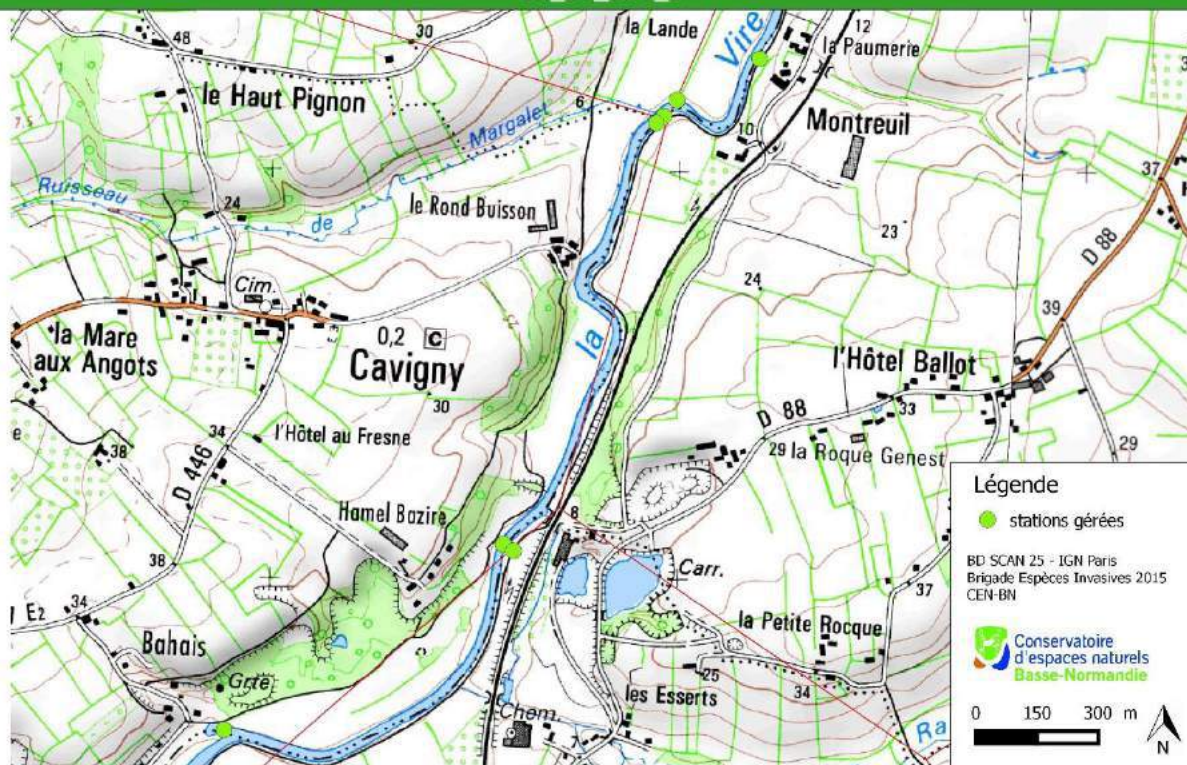 la Lande
Vire
12
la Paumerie
48
30
le Haut Pignon
6
Margalet
10
Montreuil
7,5
37
Ruisseau
de
24
le Rond Buisson
23
D 88
Cim.
24
39
la Mare
aux Angots
0,2
C
Cavigny
la
l'Hôtel Ballot
30
D 88
33
e
38
34
l'Hôtel au Fresne
29
la Roque Genest
29
D 446
Hamel Bazire
8
Carr.
38
37
E2
34
la Petite Rocque
Bahais
Grte
25
34
les Esserts
Chem.
Ra
Légende
stations gérées
BD SCAN 25 - IGN Paris
Brigade Espèces Invasives 2015
CEN-BN
Conservatoire
d'espaces naturels
Basse-Normandie
0 150 300 m
N